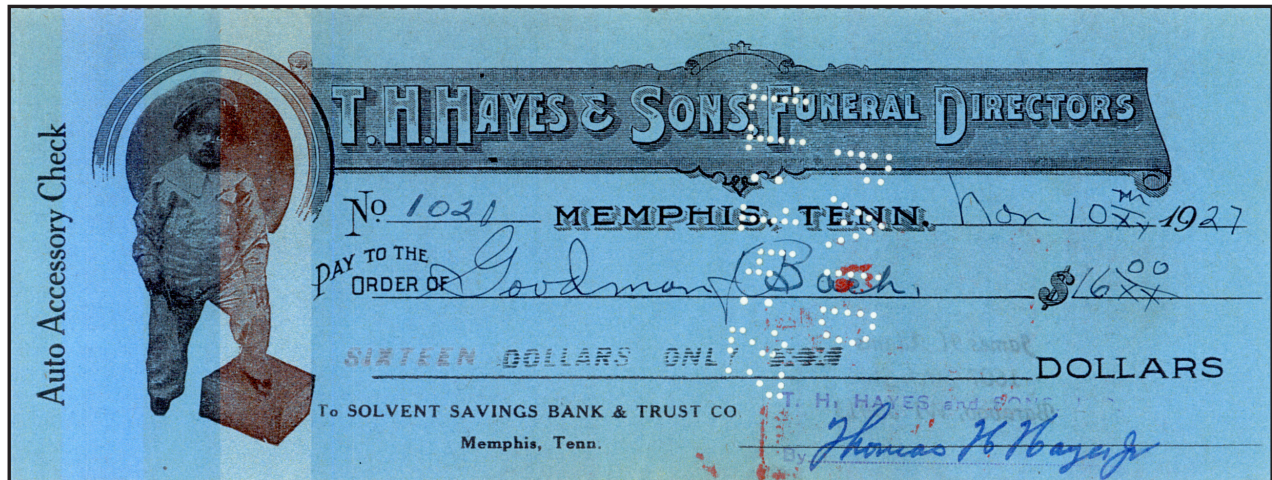 Auto Accessory Check
T. H. HAYES & SONS, FUNERAL DIRECTORS
No 1021 MEMPHIS, TENN. Nov 10 1927
PAY TO THE
ORDER OF Goodman $16 00/xx
SIXTEEN DOLLARS ONLY DOLLARS
To SOLVENT SAVINGS BANK & TRUST CO
T. H. HAYES and SONS
Memphis, Tenn.
By Thomas H Hayes Jr